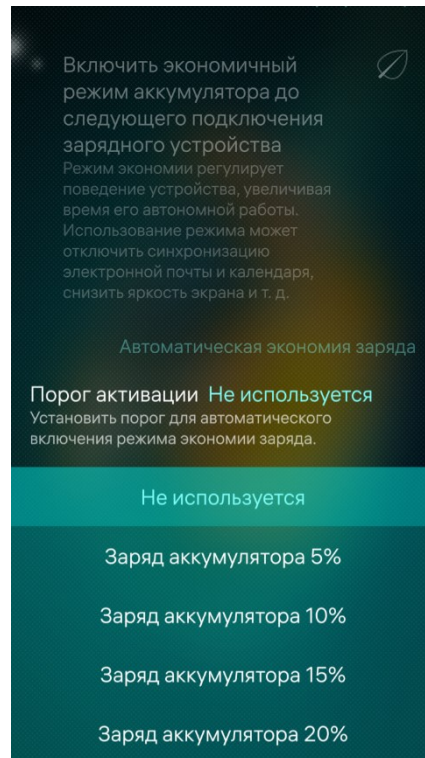 Включить экономичный
режим аккумулятора до
следующего подключения
зарядного устройства
Режим экономии регулирует
поведение устройства, увеличивая
время его автономной работы.
Использование режима может
отключить синхронизацию
электронной почты и календаря,
снизить яркость экрана и т. д.
Автоматическая экономия заряда
Порог активации Не используется
Установить порог для автоматического
включения режима экономии заряда.
Не используется
Заряд аккумулятора 5%
Заряд аккумулятора 10%
Заряд аккумулятора 15%
Заряд аккумулятора 20%